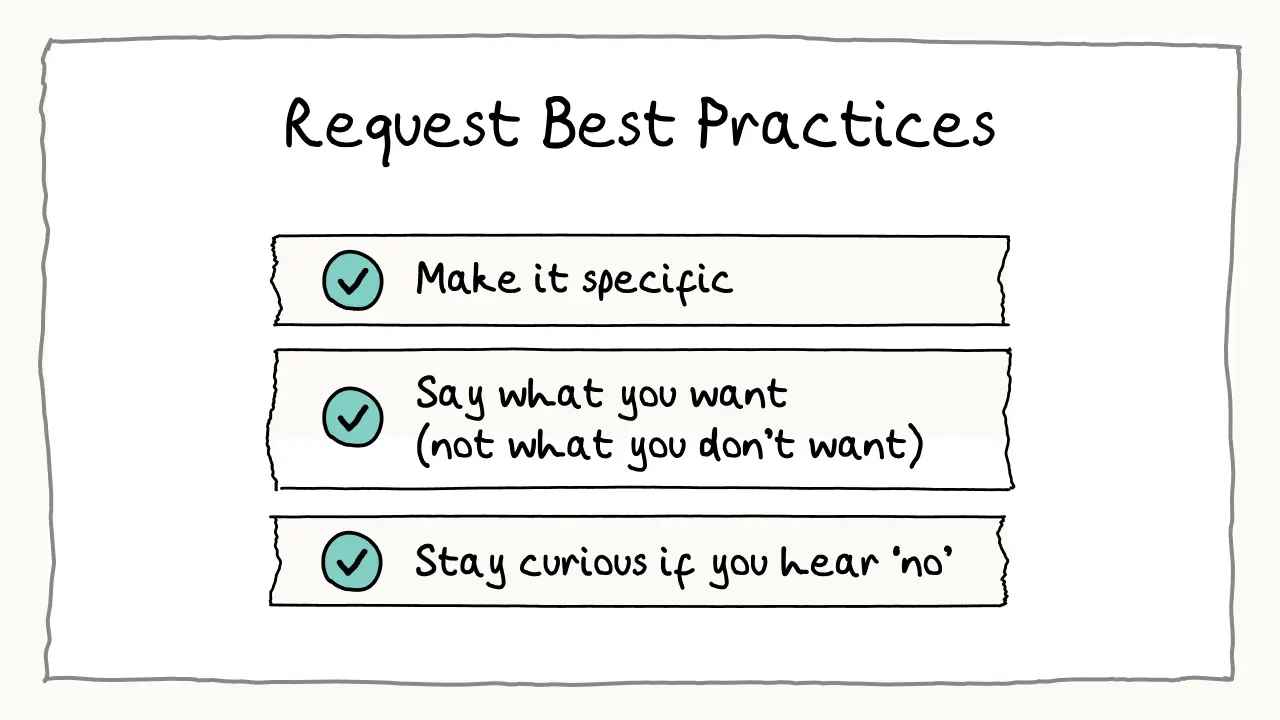 Request Best Practices
Make it specific
Say what you want
(not what you don't want)
Stay curious if you hear 'no'